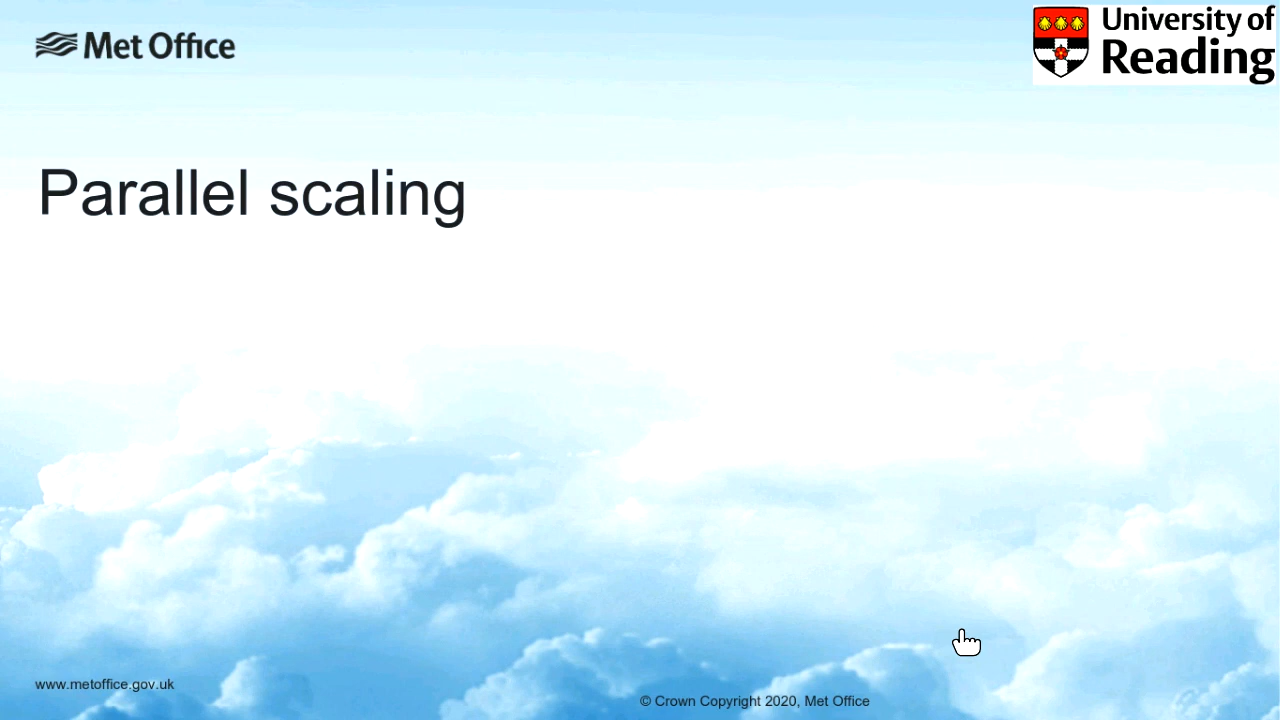 Met Office
University of
Reading
Parallel scaling
www.metoffice.gov.uk
© Crown Copyright 2020, Met Office